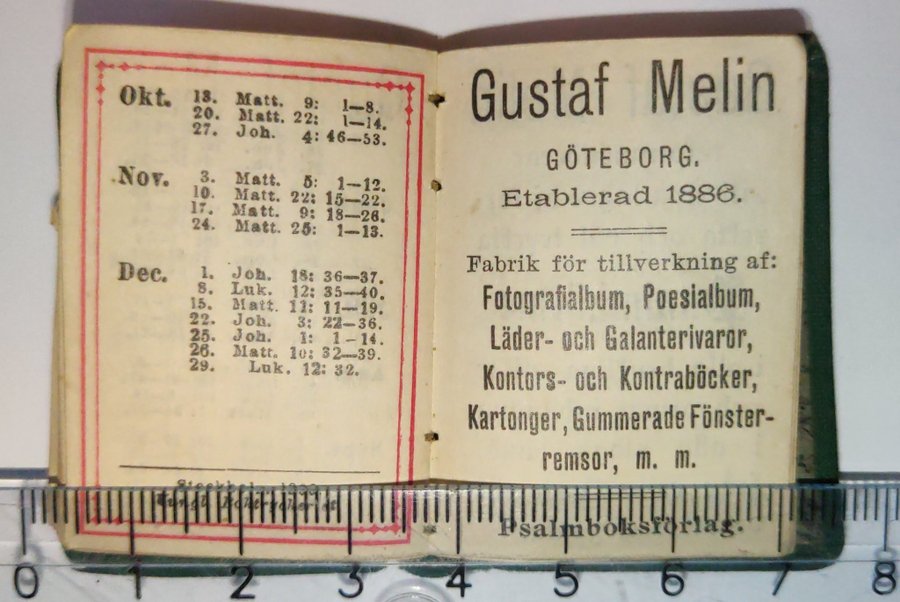 Okt. 13. Matt. 9: 1—8.
20. Matt. 22: 1—14.
27. Joh. 4: 46—53.
Nov. 3. Matt. 5: 1—12.
10. Matt. 22: 15—22.
17. Matt. 9: 18—26.
24. Matt. 25: 1—13.
Dec. 1. Joh. 18: 36—37.
8. Luk. 12: 35—40.
15. Matt. 11: 11—19.
22. Joh. 3: 22—36.
25. Joh. 1: 1—14.
26. Matt. 10: 32—39.
29. Luk. 12: 32.
Gustaf Melin
GÖTEBORG.
Etablerad 1886.
Fabrik för tillverkning af:
Fotografialbum, Poesialbum,
Läder- och Galanterivaror,
Kontors- och Kontraböcker,
Kartonger, Gummerade Fönster-
remsor, m. m.
Psalmboksförlag.
0 1 2 3 4 5 6 7 8